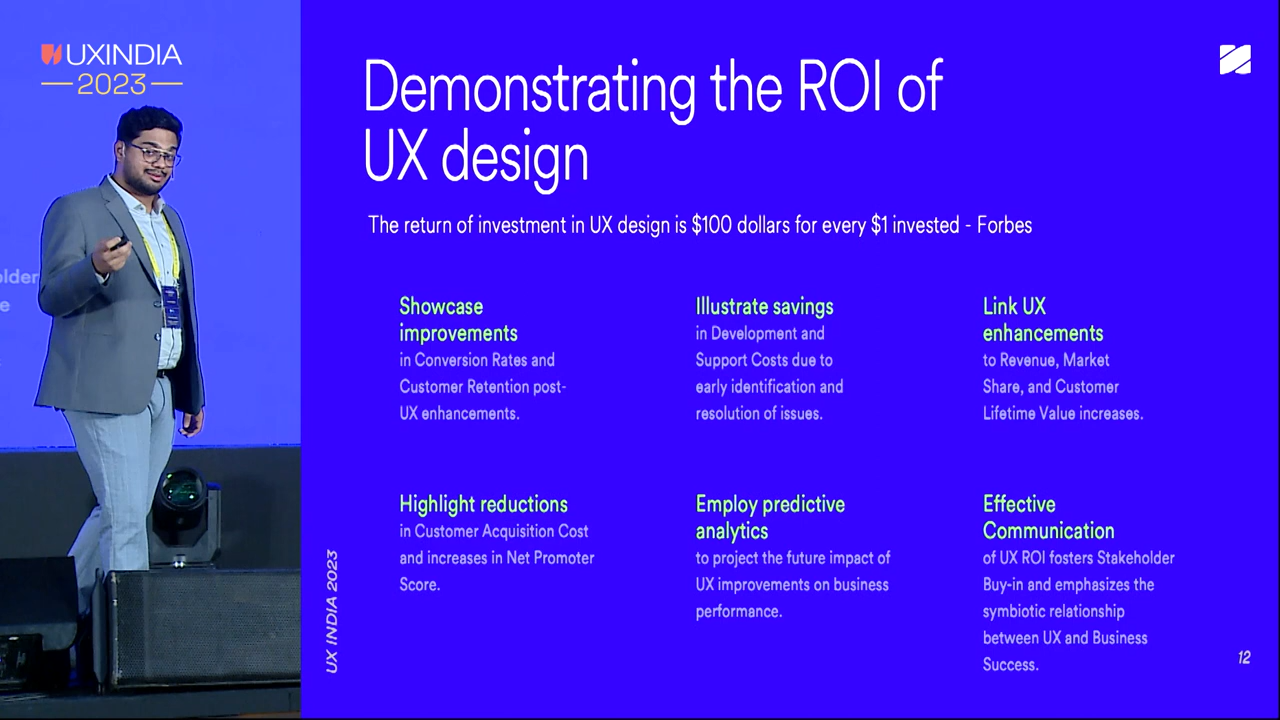 UXINDIA
2023
older
e
Demonstrating the ROI of
UX design
The return of investment in UX design is $100 dollars for every $1 invested - Forbes
Showcase
improvements
in Conversion Rates and
Customer Retention post-
UX enhancements.
Illustrate savings
in Development and
Support Costs due to
early identification and
resolution of issues.
Link UX
enhancements
to Revenue, Market
Share, and Customer
Lifetime Value increases.
Highlight reductions
in Customer Acquisition Cost
and increases in Net Promoter
Score.
Employ predictive
analytics
to project the future impact of
UX improvements on business
performance.
Effective
Communication
of UX ROI fosters Stakeholder
Buy-in and emphasizes the
symbiotic relationship
between UX and Business
Success.
UX INDIA 2023
12